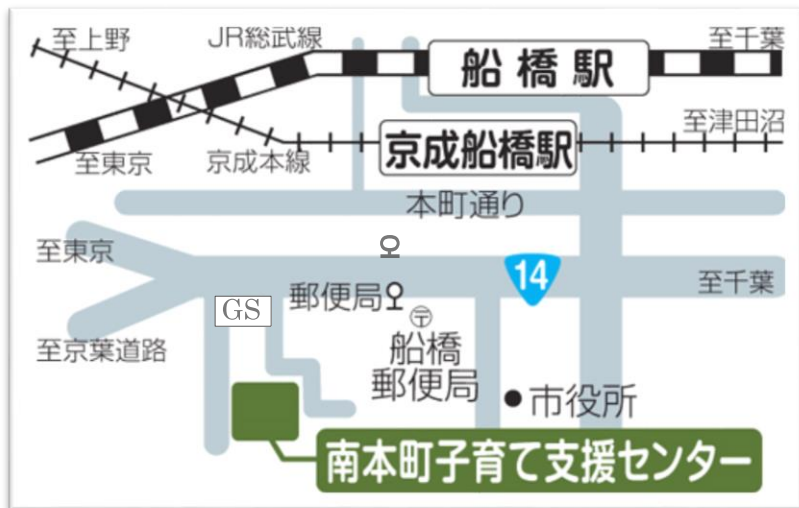 至上野
JR総武線
至千葉
船橋駅
至津田沼
京成船橋駅
至東京
京成本線
本町通り
至東京
14
至千葉
GS
郵便局
〒
至京葉道路
船橋
郵便局
市役所
南本町子育て支援センター